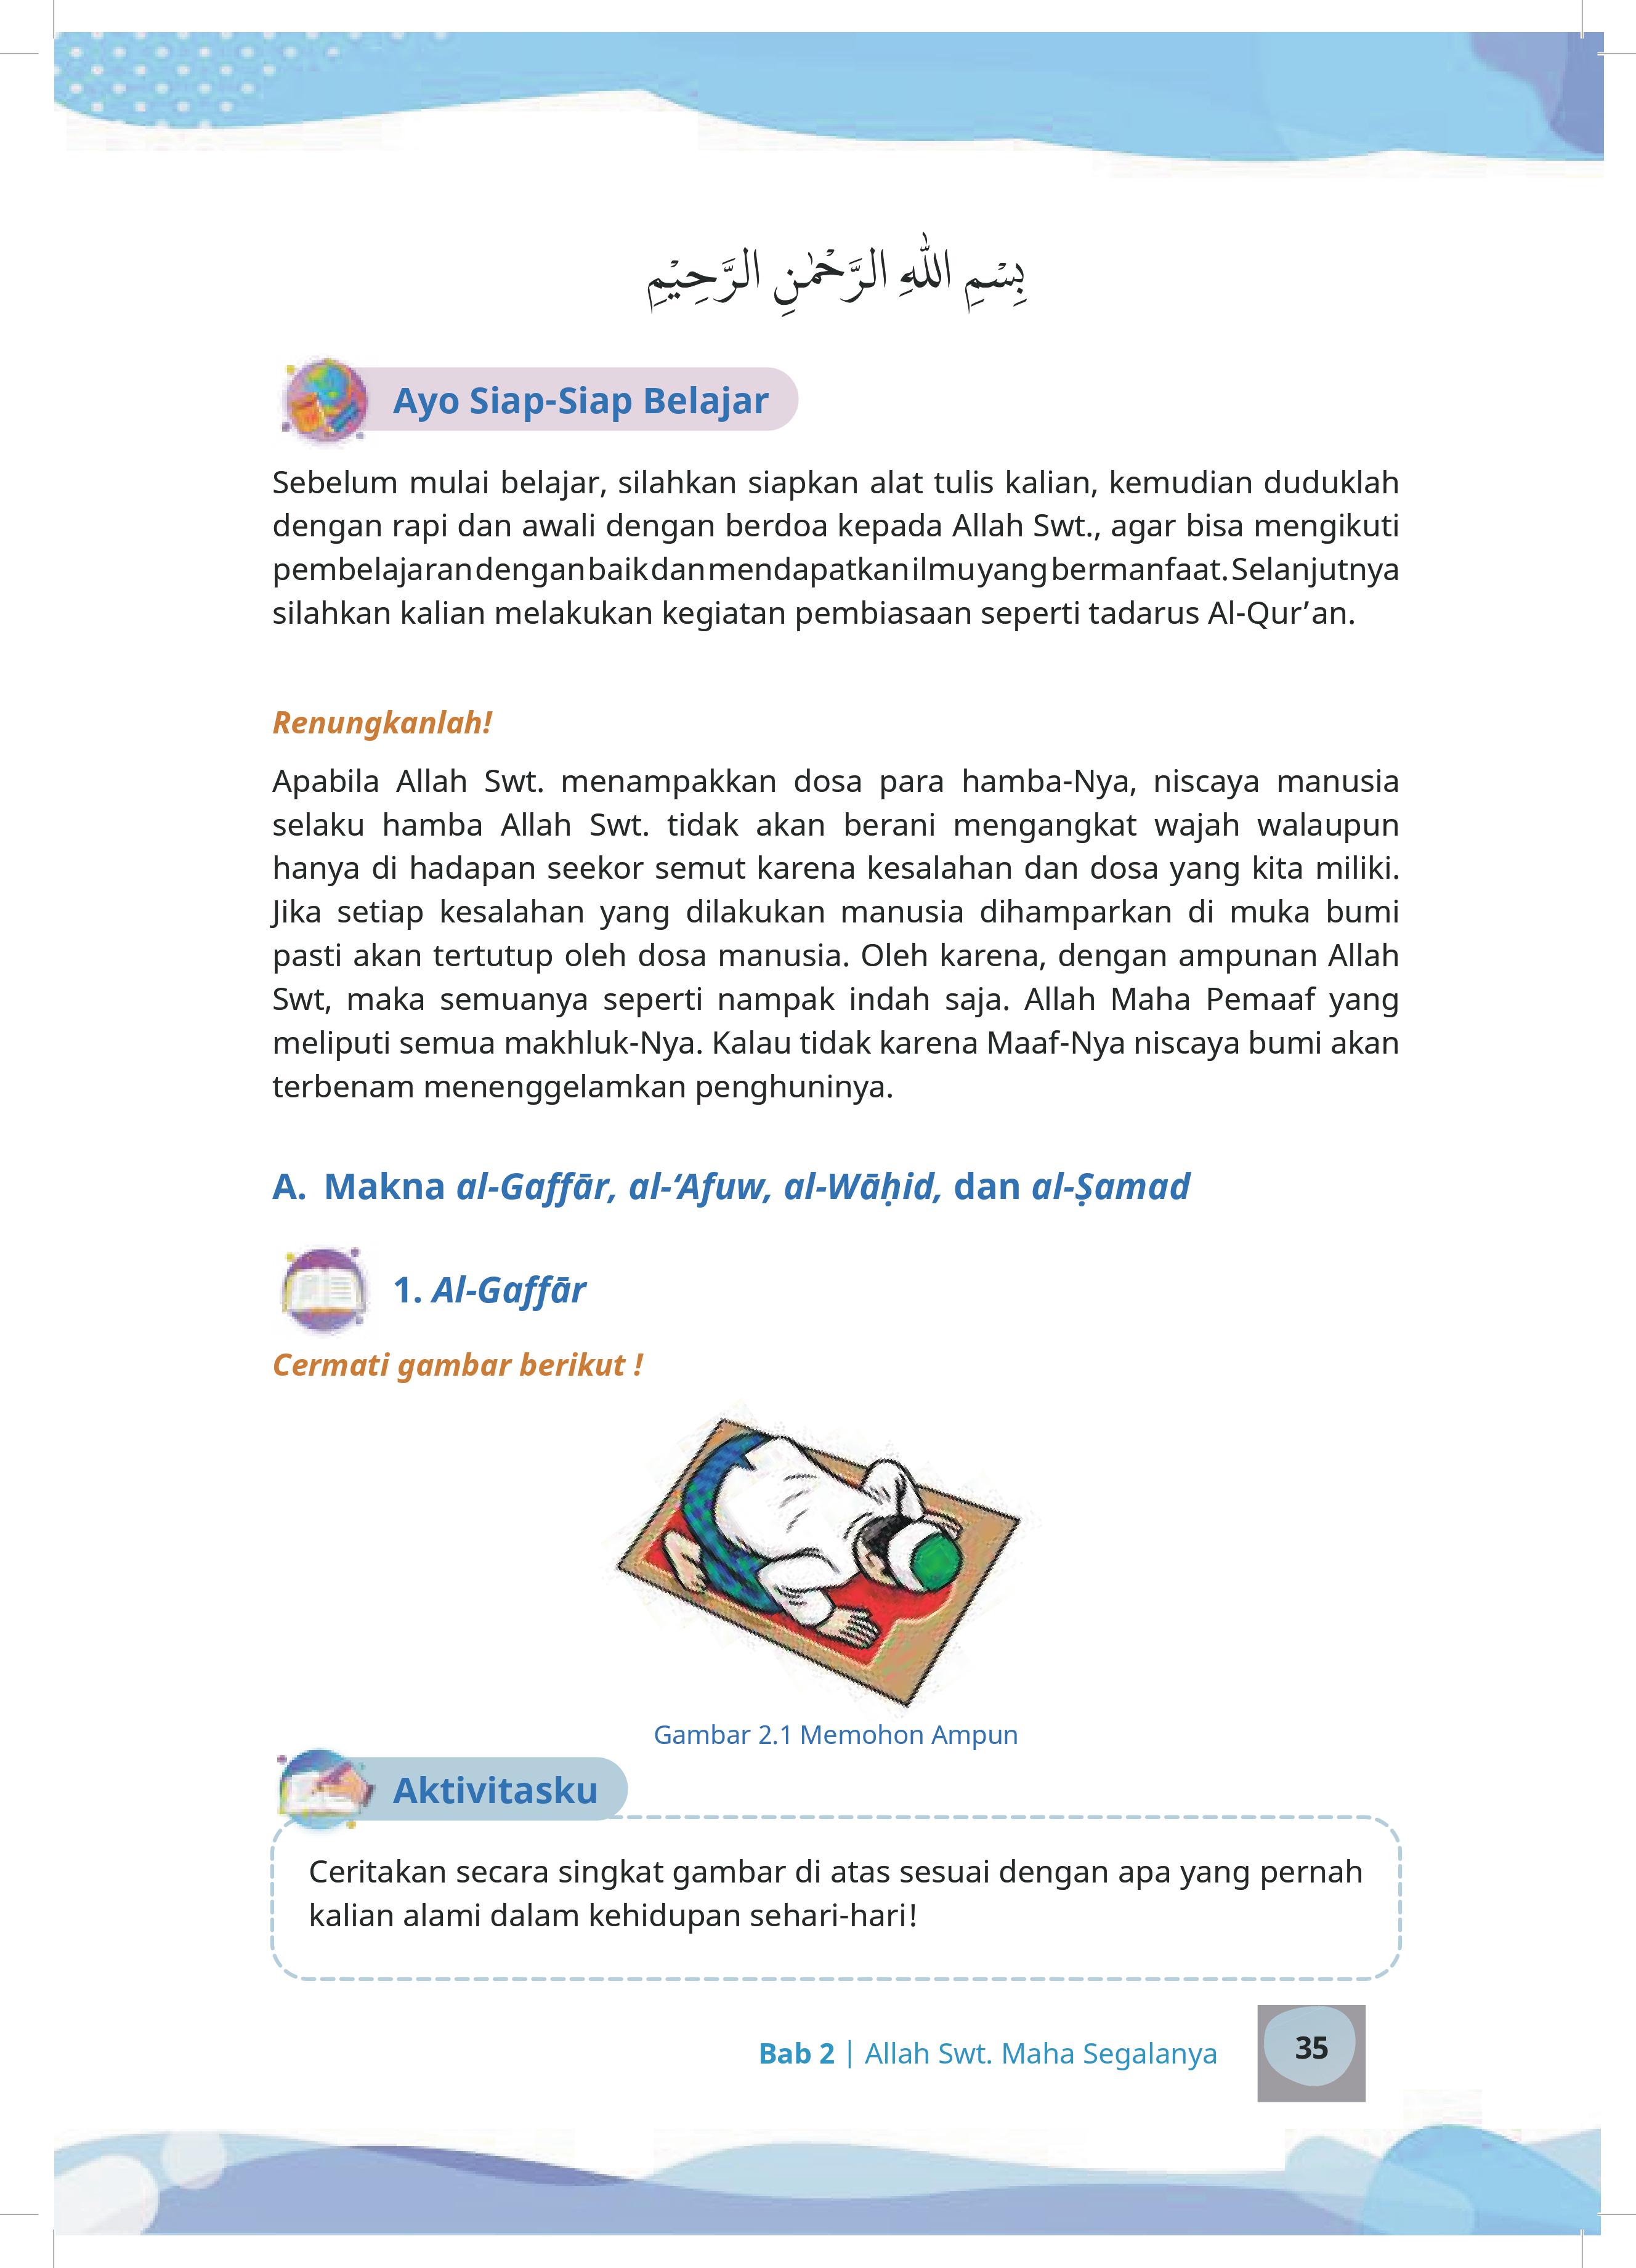 بِسْمِ اللّٰهِ الرَّحْمٰنِ الرَّحِيْمِ
Ayo Siap-Siap Belajar
Sebelum mulai belajar, silahkan siapkan alat tulis kalian, kemudian duduklah
dengan rapi dan awali dengan berdoa kepada Allah Swt., agar bisa mengikuti
pembelajaran dengan baik dan mendapatkan ilmu yang bermanfaat. Selanjutnya
silahkan kalian melakukan kegiatan pembiasaan seperti tadarus Al-Qur’an.
Renungkanlah!
Apabila Allah Swt. menampakkan dosa para hamba-Nya, niscaya manusia
selaku hamba Allah Swt. tidak akan berani mengangkat wajah walaupun
hanya di hadapan seekor semut karena kesalahan dan dosa yang kita miliki.
Jika setiap kesalahan yang dilakukan manusia dihamparkan di muka bumi
pasti akan tertutup oleh dosa manusia. Oleh karena, dengan ampunan Allah
Swt, maka semuanya seperti nampak indah saja. Allah Maha Pemaaf yang
meliputi semua makhluk-Nya. Kalau tidak karena Maaf-Nya niscaya bumi akan
terbenam menenggelamkan penghuninya.
A. Makna al-Gaffār, al-‘Afuw, al-Wāḥid, dan al-Ṣamad
1. Al-Gaffār
Cermati gambar berikut !
Gambar 2.1 Memohon Ampun
Aktivitasku
Ceritakan secara singkat gambar di atas sesuai dengan apa yang pernah
kalian alami dalam kehidupan sehari-hari!
Bab 2 | Allah Swt. Maha Segalanya
35